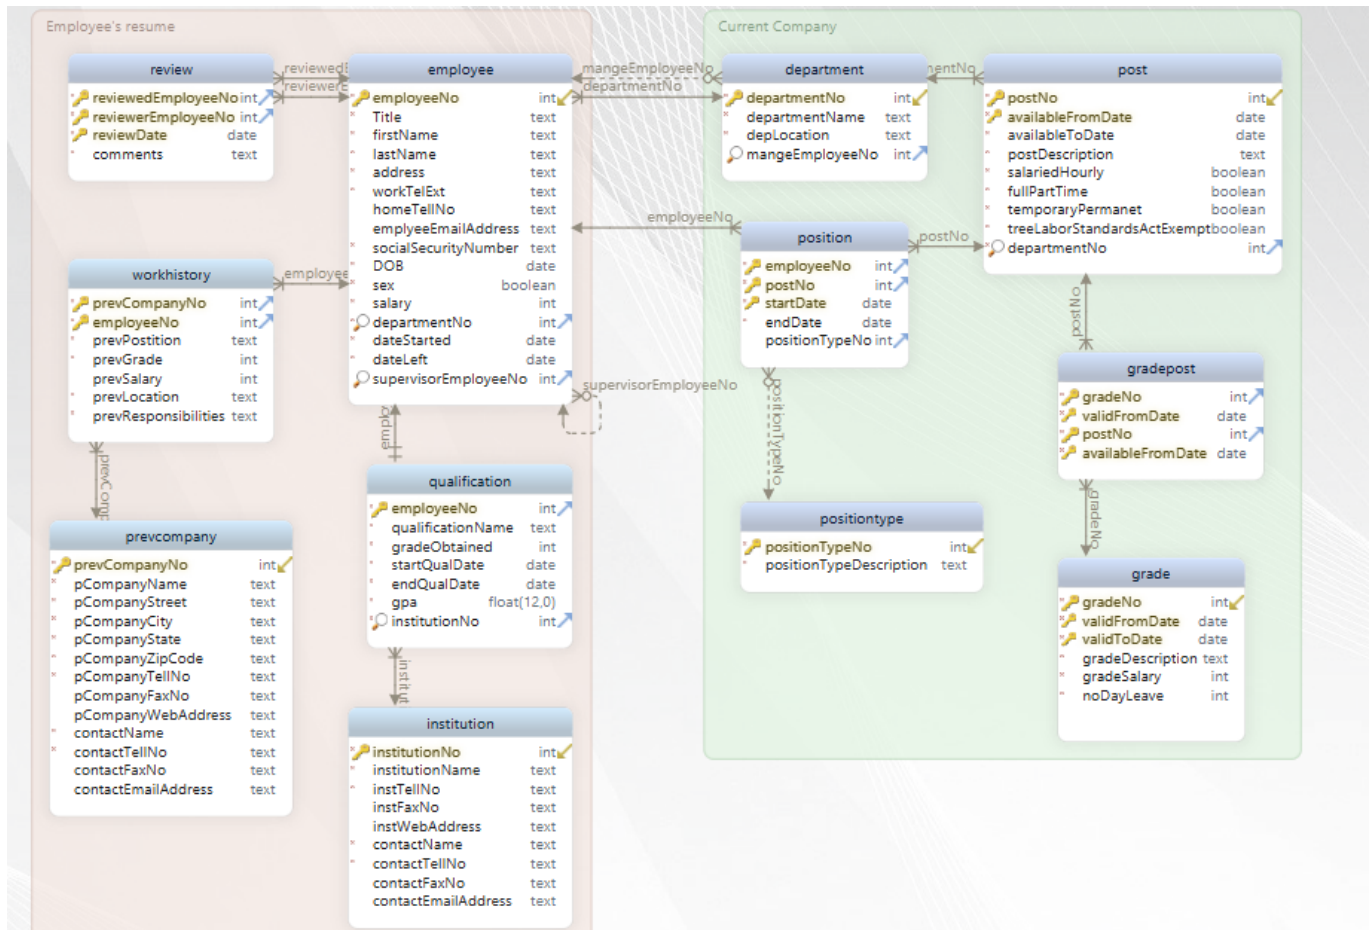 Employee's resume
Current Company
review
reviewedEmployeeNo int
reviewerEmployeeNo int
reviewDate date
comments text
employee
employeeNo int
Title text
firstName text
lastName text
address text
workTelExt text
homeTellNo text
emplyeeEmailAddress text
socialSecurityNumber text
DOB date
sex boolean
salary int
departmentNo int
dateStarted date
dateLeft date
supervisorEmployeeNo int
mangeEmployeeNo
departmentNo
department
departmentNo int
departmentName text
depLocation text
mangeEmployeeNo int
post
postNo int
availableFromDate date
availableToDate date
postDescription text
salariedHourly boolean
fullPartTime boolean
temporaryPermanet boolean
treeLaborStandardsActExempt boolean
departmentNo int
employeeNo
postNo
position
employeeNo int
postNo int
startDate date
endDate date
positionTypeNo int
workhistory
prevCompanyNo int
employeeNo int
prevPostition text
prevGrade int
prevSalary int
prevLocation text
prevResponsibilities text
employee
supervisorEmployeeNo
positionTypeNo
postNo
gradepost
gradeNo int
validFromDate date
postNo int
availableFromDate date
gradeNo
qualification
employeeNo int
qualificationName text
gradeObtained int
startQualDate date
endQualDate date
gpa float(12,0)
institutionNo int
positiontype
positionTypeNo int
positionTypeDescription text
prevcompany
prevCompanyNo int
pCompanyName text
pCompanyStreet text
pCompanyCity text
pCompanyState text
pCompanyZipCode text
pCompanyTellNo text
pCompanyFaxNo text
pCompanyWebAddress text
contactName text
contactTellNo text
contactFaxNo text
contactEmailAddress text
grade
gradeNo int
validFromDate date
validToDate date
gradeDescription text
gradeSalary int
noDayLeave int
institut
institution
institutionNo int
institutionName text
instTellNo text
instFaxNo text
instWebAddress text
contactName text
contactTellNo text
contactFaxNo text
contactEmailAddress text